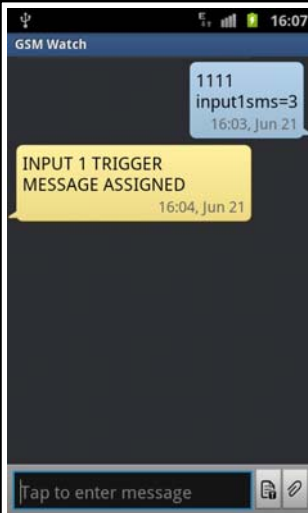 16:07
GSM Watch
1111
input1sms=3
16:03, Jun 21
INPUT 1 TRIGGER
MESSAGE ASSIGNED
16:04, Jun 21
Tap to enter message